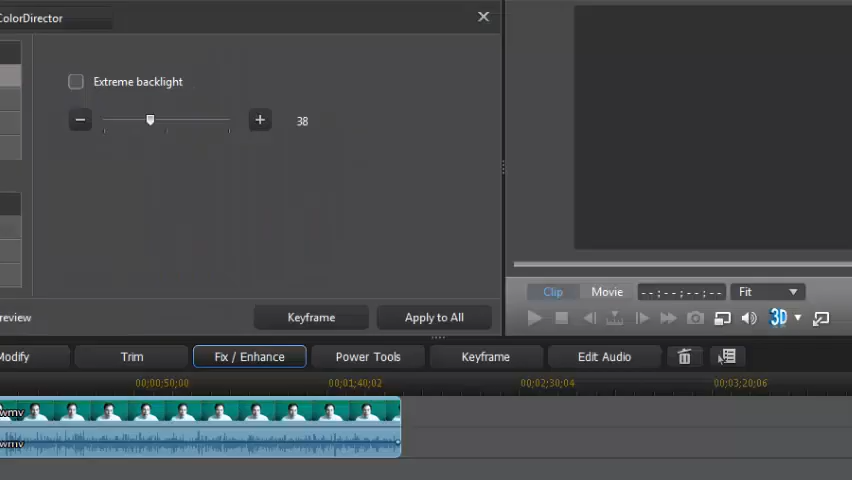 ColorDirector
Extreme backlight
38
review
Keyframe
Apply to All
Clip
Movie
--;--;--;--
Fit
3D
Modify
Trim
Fix / Enhance
Power Tools
Keyframe
Edit Audio
00;00;50;00
00;01;40;02
00;02;30;04
00;03;20;06
wmv
wmv